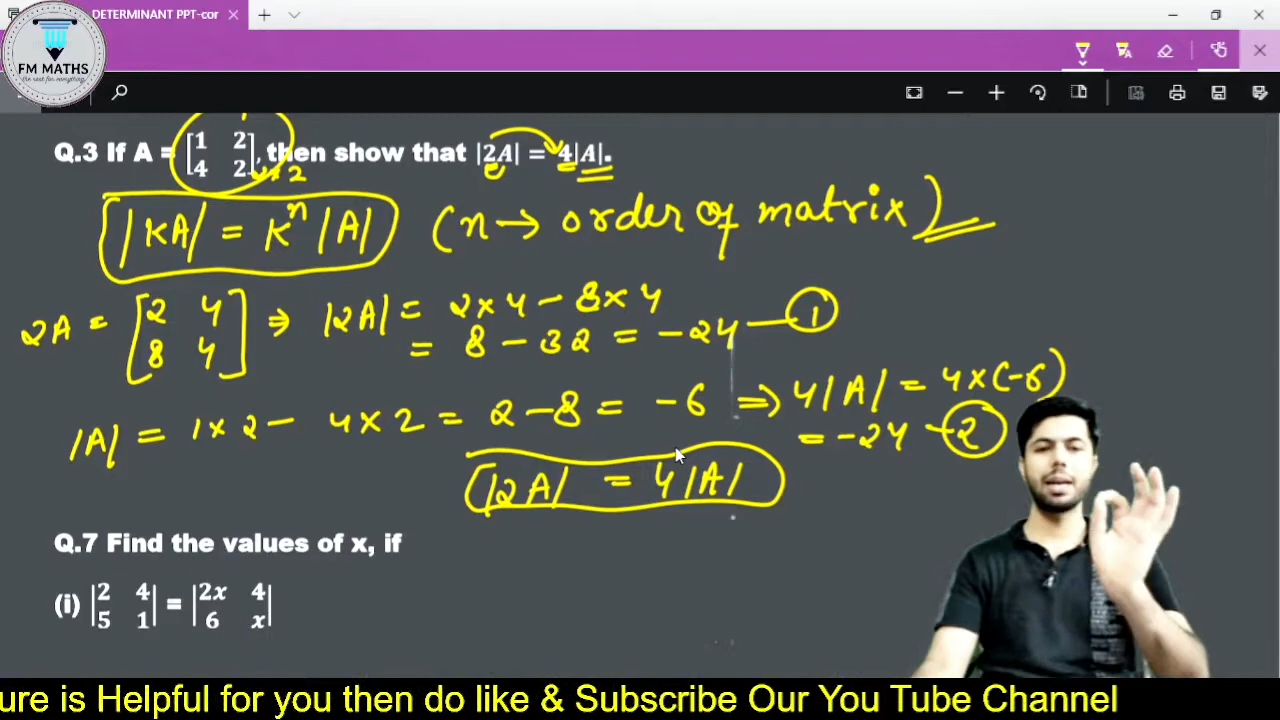 DETERMINANT PPT-cor
FM MATHS
Q.3 If A = [1 2 4 2], then show that |2A| = 4|A|.
×2
|KA| = Kⁿ|A| (n → order of matrix)
2A = [2 4 8 4] ⇒ |2A| = 2×4 − 8×4
= 8 − 32 = −24 — ①
|A| = 1×2 − 4×2 = 2−8 = −6 ⇒ 4|A| = 4×(−6)
= −24 − ②
|2A| = 4|A|
Q.7 Find the values of x, if
(i) |2 4 5 1| = |2x 4 6 x|
ure is Helpful for you then do like & Subscribe Our You Tube Channel